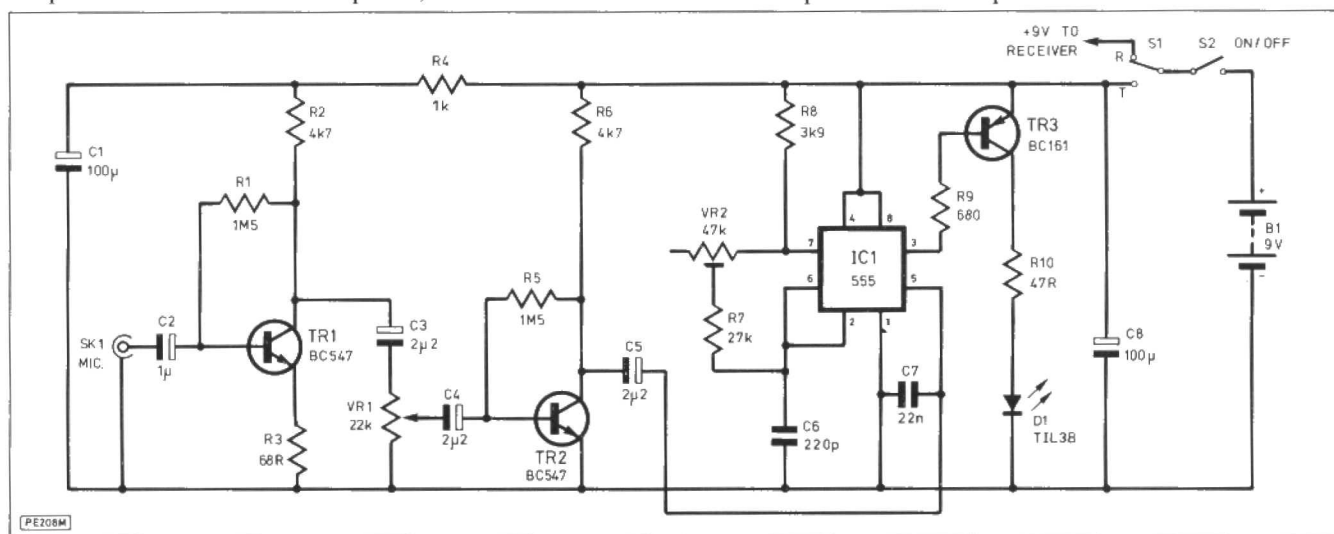 +9V TO
RECEIVER
R
S1
S2
ON/OFF
T
R4
1k
R2
4k7
R6
4k7
R8
3k9
TR3
BC161
C1
100µ
R1
1M5
R9
680
VR2
47k
4
8
7
3
IC1
555
6
5
2
1
B1
9V
+
-
R5
1M5
R7
27k
R10
47R
SK1
MIC.
C2
1µ
TR1
BC547
C3
2µ2
C5
2µ2
C8
100µ
VR1
22k
C4
2µ2
C7
22n
C6
220p
D1
TIL38
R3
68R
TR2
BC547
PE208M